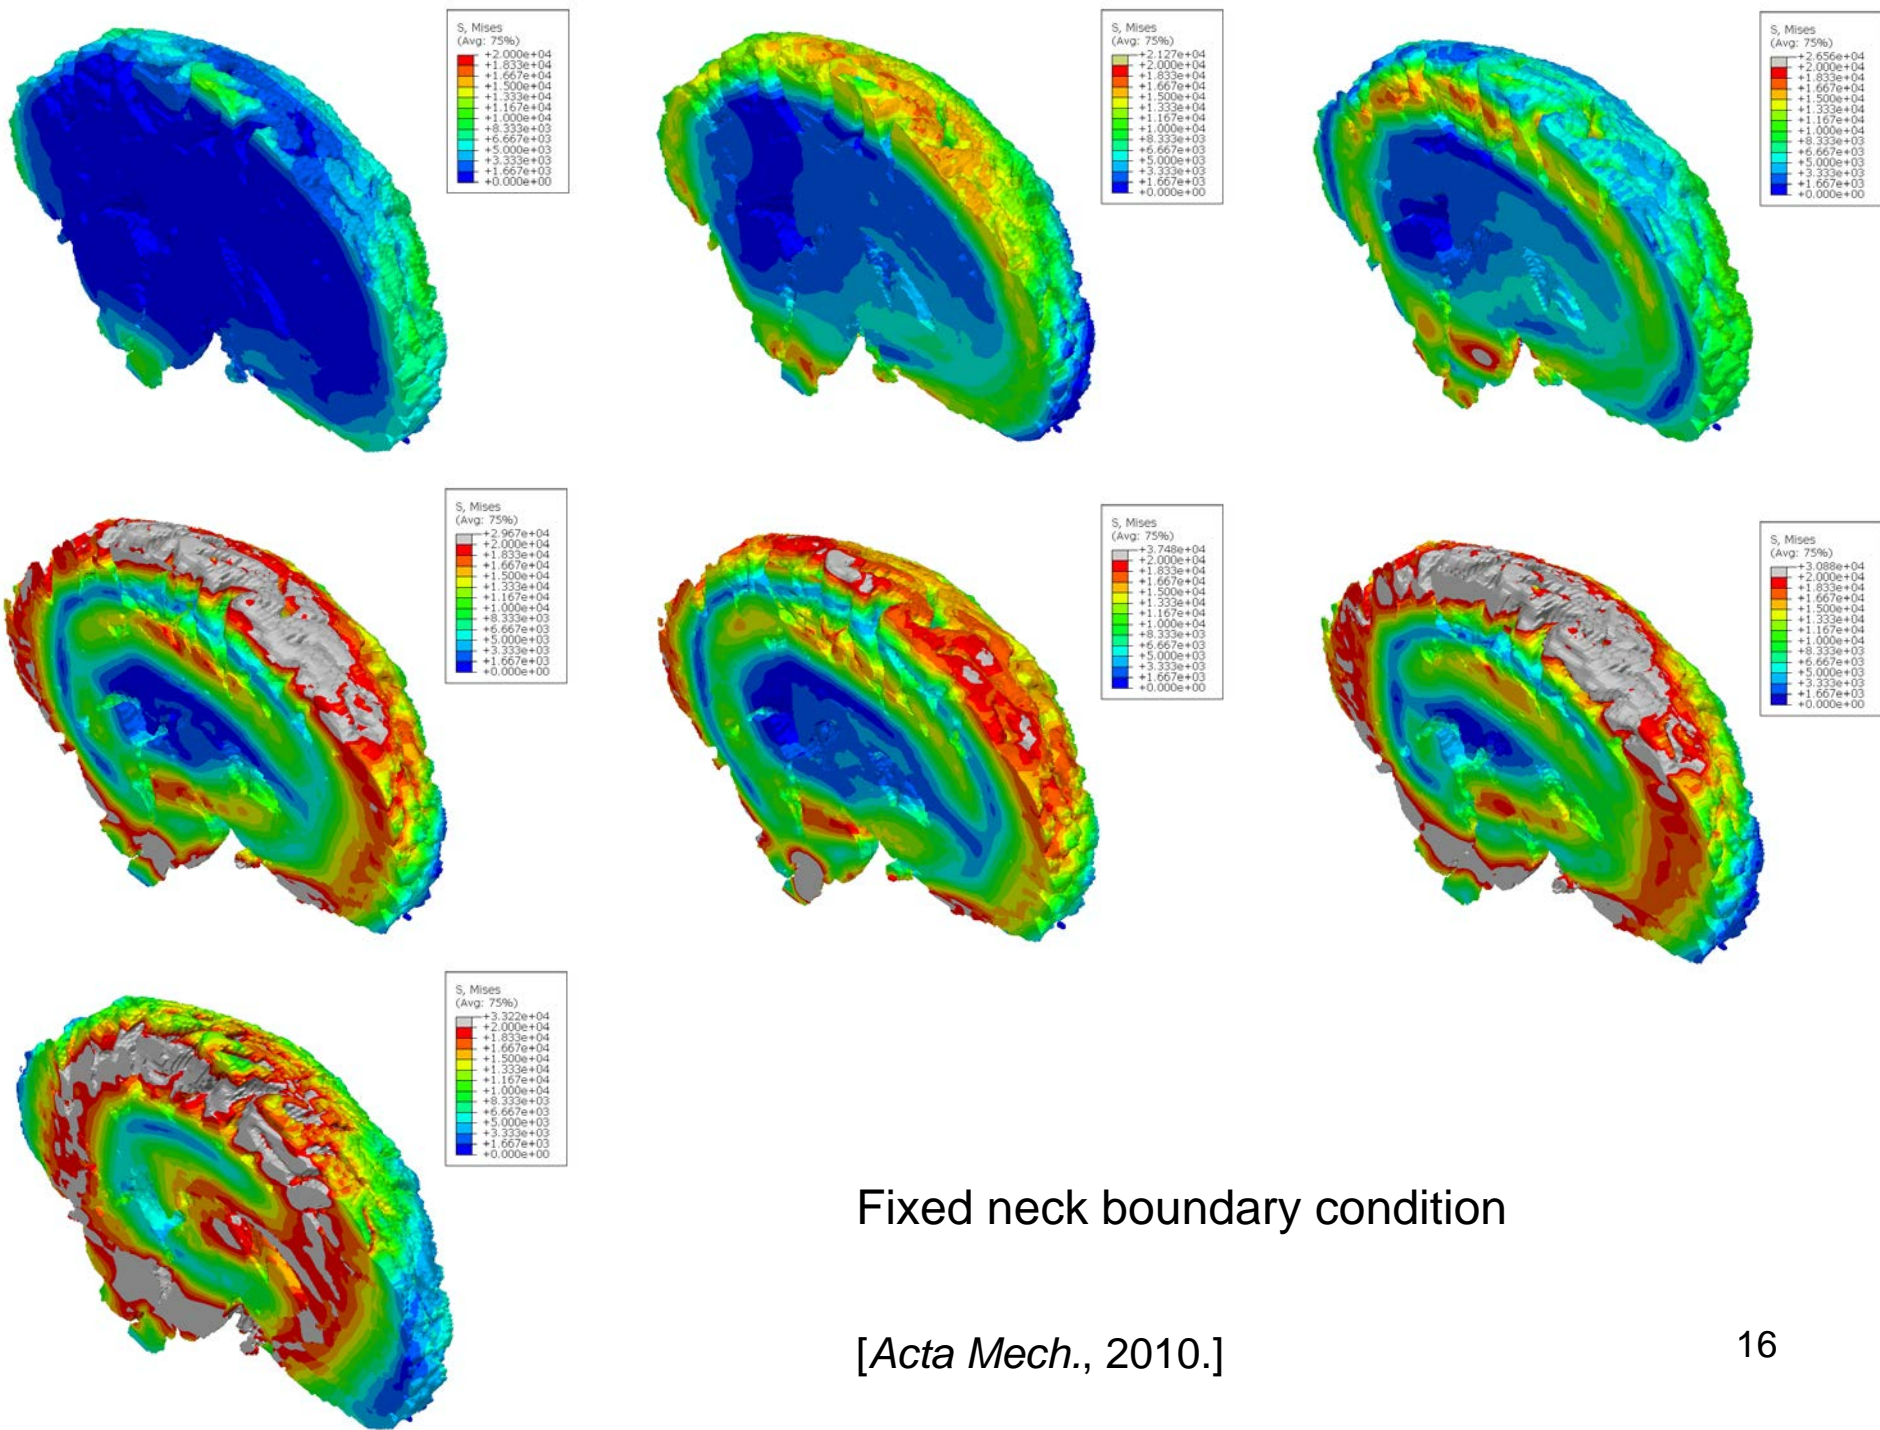 S, Mises
(Avg: 75%)
+2.000e+04
+1.833e+04
+1.667e+04
+1.500e+04
+1.333e+04
+1.167e+04
+1.000e+04
+8.333e+03
+6.667e+03
+5.000e+03
+3.333e+03
+1.667e+03
+0.000e+00
S, Mises
(Avg: 75%)
+2.127e+04
+2.000e+04
+1.833e+04
+1.667e+04
+1.500e+04
+1.333e+04
+1.167e+04
+1.000e+04
+8.333e+03
+6.667e+03
+5.000e+03
+3.333e+03
+1.667e+03
+0.000e+00
S, Mises
(Avg: 75%)
+2.656e+04
+2.000e+04
+1.833e+04
+1.667e+04
+1.500e+04
+1.333e+04
+1.167e+04
+1.000e+04
+8.333e+03
+6.667e+03
+5.000e+03
+3.333e+03
+1.667e+03
+0.000e+00
S, Mises
(Avg: 75%)
+2.967e+04
+2.000e+04
+1.833e+04
+1.667e+04
+1.500e+04
+1.333e+04
+1.167e+04
+1.000e+04
+8.333e+03
+6.667e+03
+5.000e+03
+3.333e+03
+1.667e+03
+0.000e+00
S, Mises
(Avg: 75%)
+3.748e+04
+2.000e+04
+1.833e+04
+1.667e+04
+1.500e+04
+1.333e+04
+1.167e+04
+1.000e+04
+8.333e+03
+6.667e+03
+5.000e+03
+3.333e+03
+1.667e+03
+0.000e+00
S, Mises
(Avg: 75%)
+3.088e+04
+2.000e+04
+1.833e+04
+1.667e+04
+1.500e+04
+1.333e+04
+1.167e+04
+1.000e+04
+8.333e+03
+6.667e+03
+5.000e+03
+3.333e+03
+1.667e+03
+0.000e+00
S, Mises
(Avg: 75%)
+3.322e+04
+2.000e+04
+1.833e+04
+1.667e+04
+1.500e+04
+1.333e+04
+1.167e+04
+1.000e+04
+8.333e+03
+6.667e+03
+5.000e+03
+3.333e+03
+1.667e+03
+0.000e+00
Fixed neck boundary condition
[Acta Mech., 2010.]
16